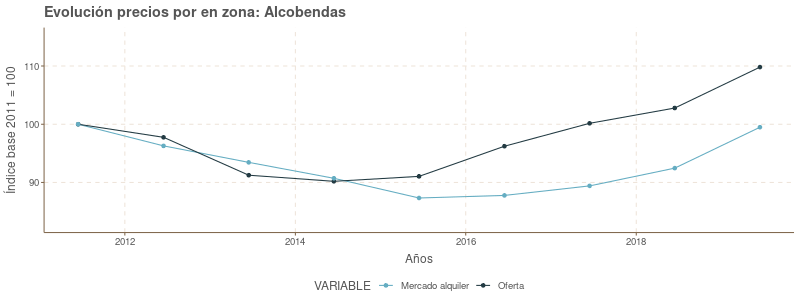 Evolución precios por en zona: Alcobendas
Índice base 2011 = 100
110
100
90
2012 2014 2016 2018
Años
VARIABLE Mercado alquiler Oferta